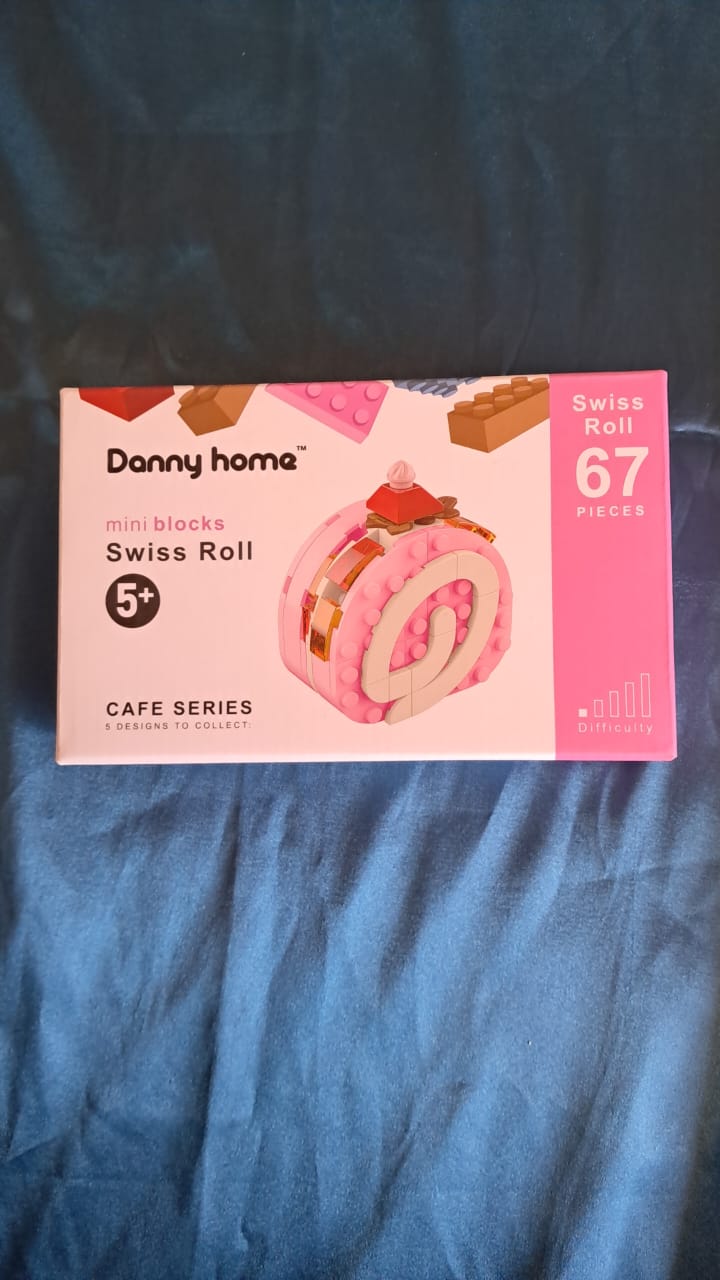 Danny home™
mini blocks
Swiss Roll
5+
CAFE SERIES
5 DESIGNS TO COLLECT:
Swiss
Roll
67
PIECES
Difficulty